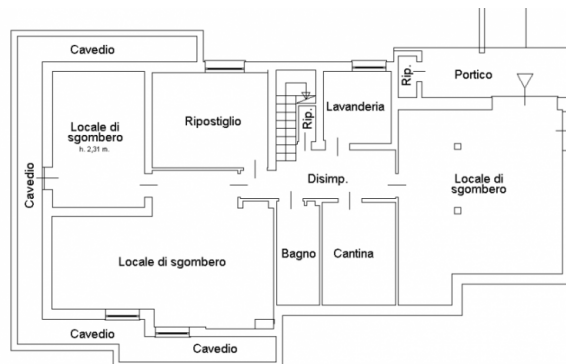 Cavedio
Rip.
Portico
Lavanderia
Ripostiglio
Rip.
Locale di
sgombero
h. 2,31 m.
Cavedio
Disimp.
Locale di
sgombero
Locale di sgombero
Bagno
Cantina
Cavedio
Cavedio